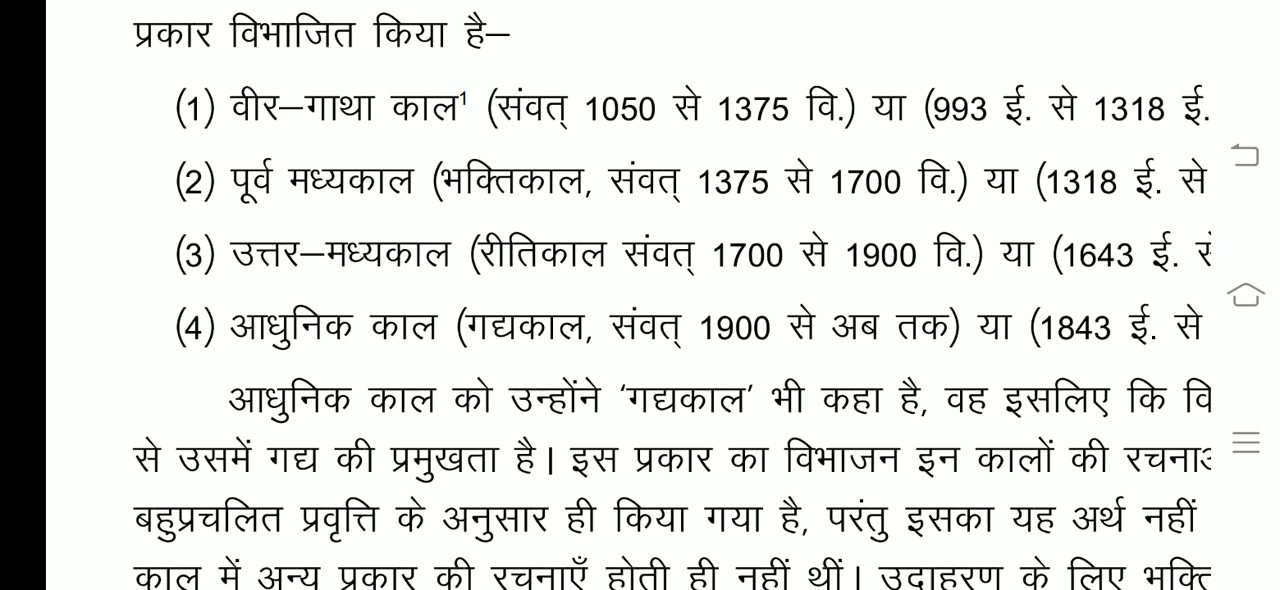 प्रकार विभाजित किया है–
(1) वीर–गाथा काल¹ (संवत् 1050 से 1375 वि.) या (993 ई. से 1318 ई.
(2) पूर्व मध्यकाल (भक्तिकाल, संवत् 1375 से 1700 वि.) या (1318 ई. से
(3) उत्तर–मध्यकाल (रीतिकाल संवत् 1700 से 1900 वि.) या (1643 ई.
(4) आधुनिक काल (गद्यकाल, संवत् 1900 से अब तक) या (1843 ई. से
आधुनिक काल को उन्होंने ‘गद्यकाल’ भी कहा है, वह इसलिए कि
से उसमें गद्य की प्रमुखता है। इस प्रकार का विभाजन इन कालों की
बहुप्रचलित प्रवृत्ति के अनुसार ही किया गया है, परंतु इसका यह अर्थ नहीं
काल में अन्य प्रकार की रचनाएँ होती ही नहीं थीं। उदाहरण के लिए